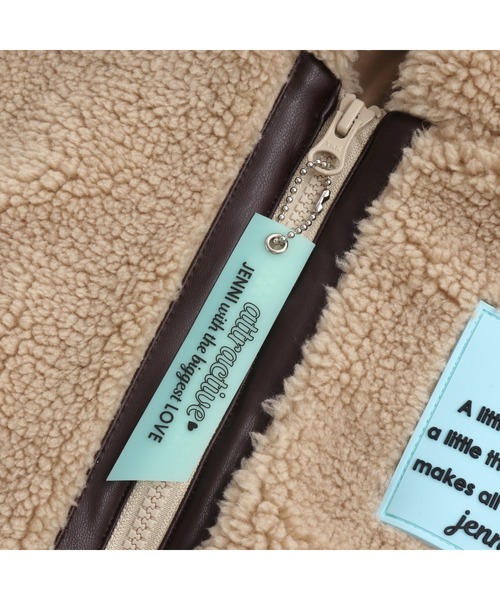 attractive♥
JENNI with the biggest LOVE
A litt
a little th
makes all
jenn